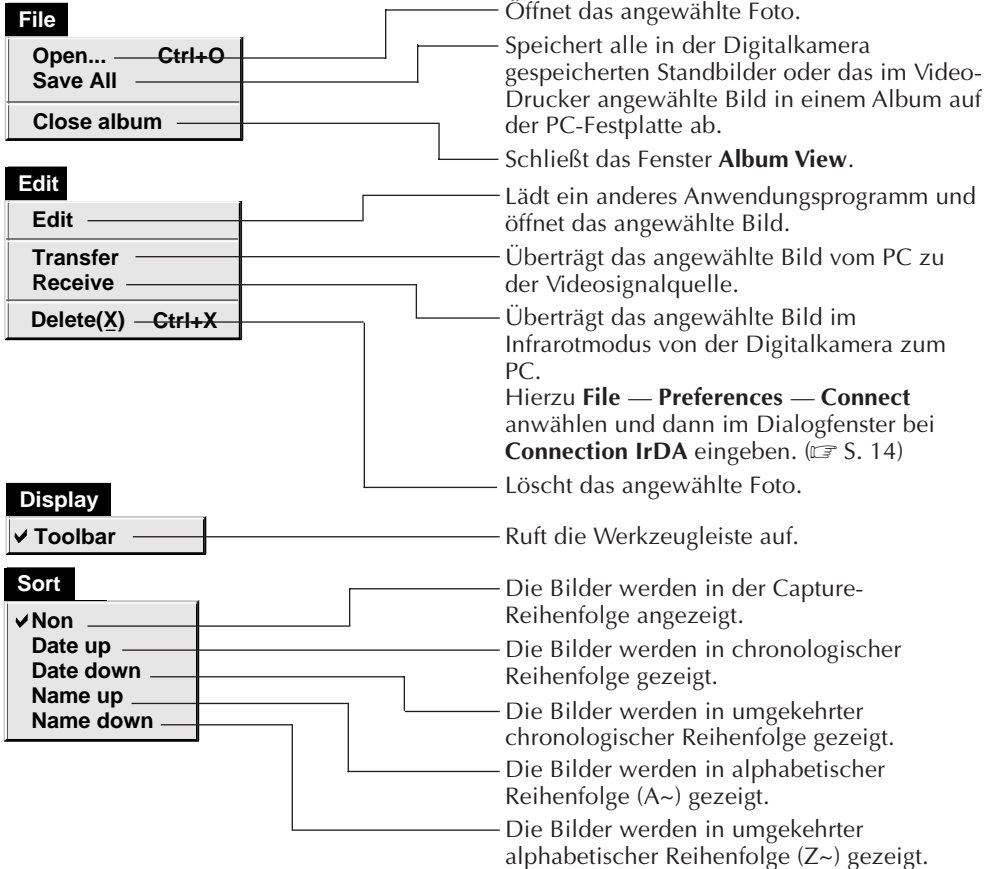 File
Open... Ctrl+O
Save All
Close album
Öffnet das angewählte Foto.
Speichert alle in der Digitalkamera
gespeicherten Standbilder oder das im Video-
Drucker angewählte Bild in einem Album auf
der PC-Festplatte ab.
Schließt das Fenster Album View.
Edit
Edit
Transfer
Receive
Delete(X) Ctrl+X
Lädt ein anderes Anwendungsprogramm und
öffnet das angewählte Bild.
Überträgt das angewählte Bild vom PC zu
der Videosignalquelle.
Überträgt das angewählte Bild im
Infrarotmodus von der Digitalkamera zum
PC.
Hierzu File — Preferences — Connect
anwählen und dann im Dialogfenster bei
Connection IrDA eingeben. (☞ S. 14)
Löscht das angewählte Foto.
Display
✓ Toolbar
Ruft die Werkzeugleiste auf.
Sort
✓ Non
Date up
Date down
Name up
Name down
Die Bilder werden in der Capture-
Reihenfolge angezeigt.
Die Bilder werden in chronologischer
Reihenfolge gezeigt.
Die Bilder werden in umgekehrter
chronologischer Reihenfolge gezeigt.
Die Bilder werden in alphabetischer
Reihenfolge (A~) gezeigt.
Die Bilder werden in umgekehrter
alphabetischer Reihenfolge (Z~) gezeigt.